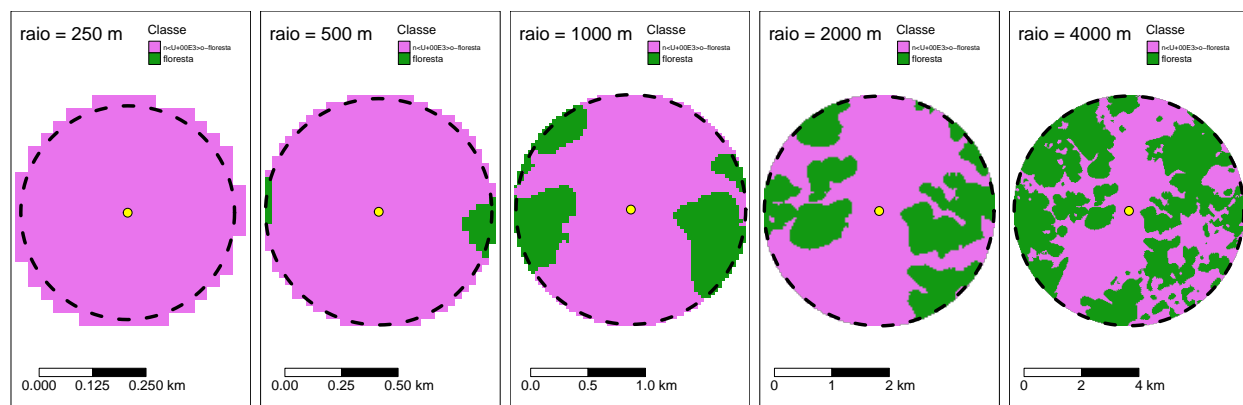 raio = 250 m
Classe
n<U+00E3>o−floresta
floresta
0.000 0.125 0.250 km
raio = 500 m
Classe
n<U+00E3>o−floresta
floresta
0.00 0.25 0.50 km
raio = 1000 m
Classe
n<U+00E3>o−floresta
floresta
0.0 0.5 1.0 km
raio = 2000 m
Classe
n<U+00E3>o−floresta
floresta
0 1 2 km
raio = 4000 m
Classe
n<U+00E3>o−floresta
floresta
0 2 4 km